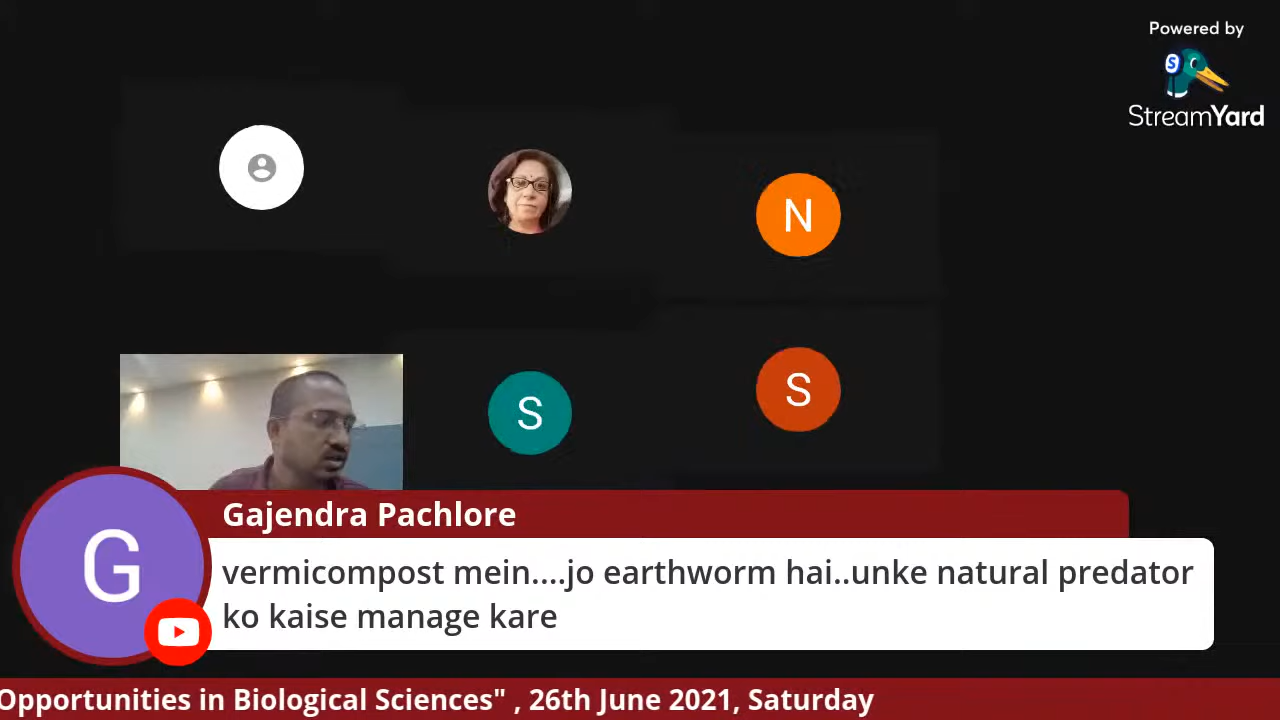 Powered by
StreamYard
N
S
S
G
Gajendra Pachlore
vermicompost mein....jo earthworm hai..unke natural predator
ko kaise manage kare
Opportunities in Biological Sciences" , 26th June 2021, Saturday